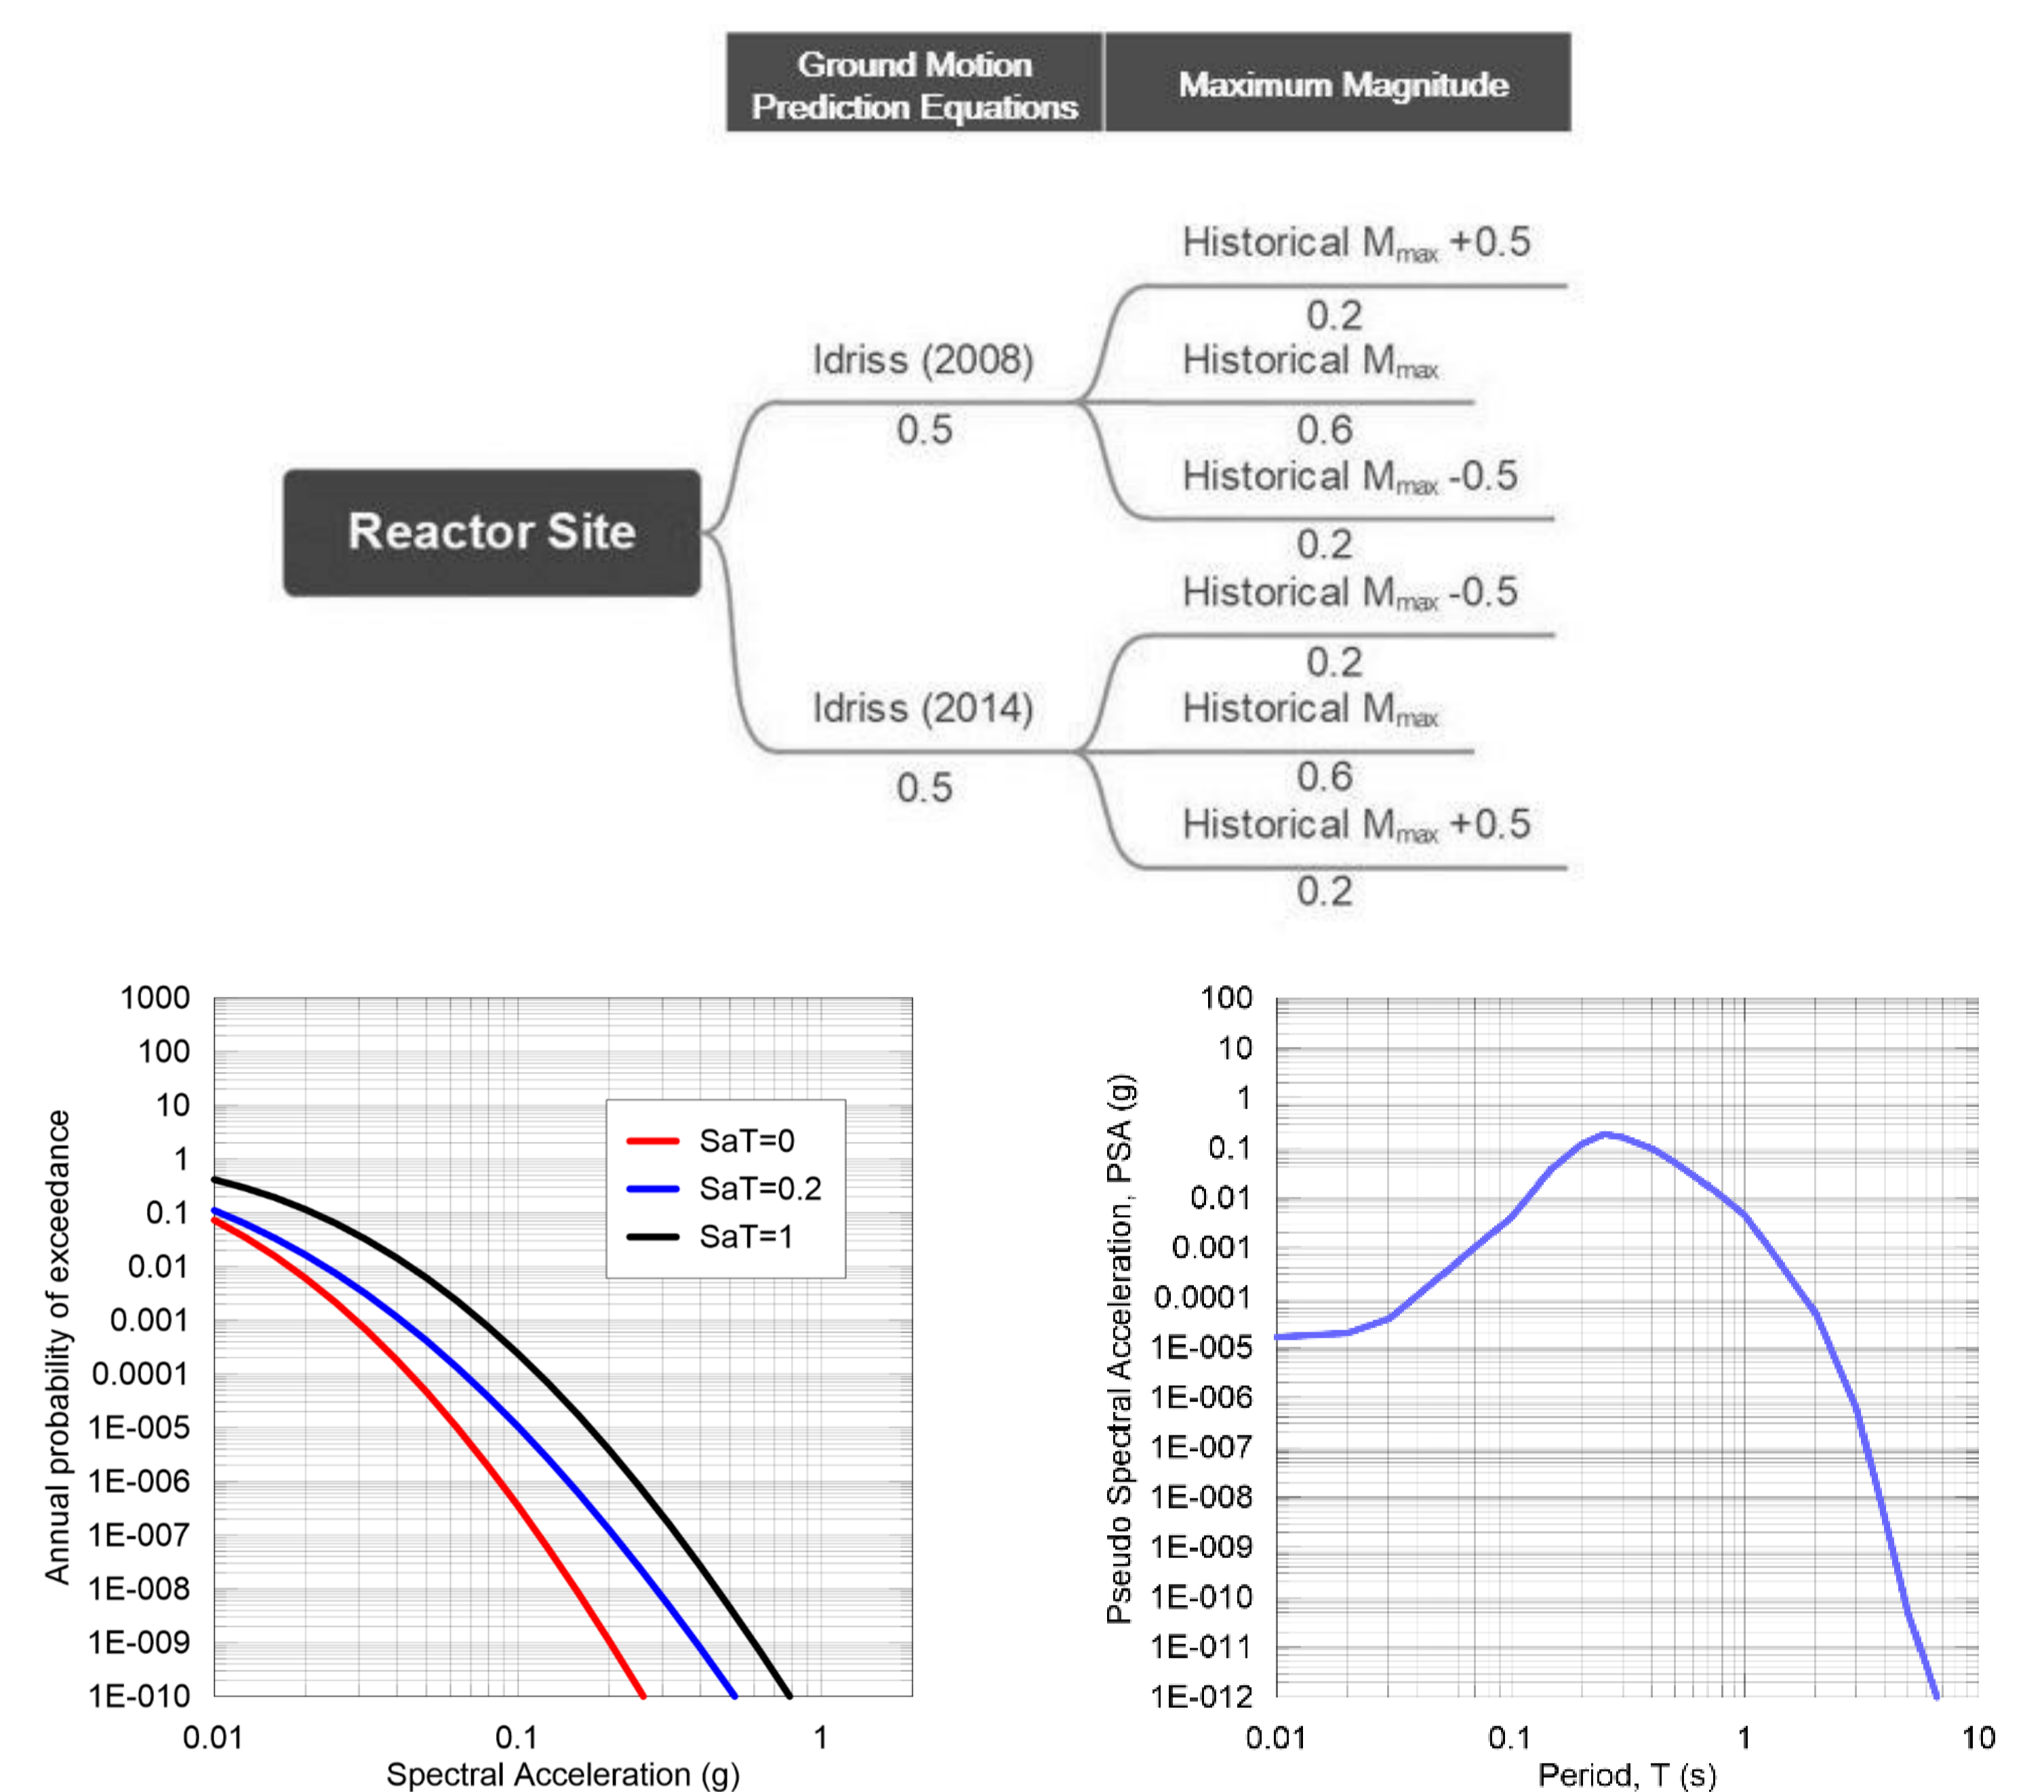 Ground Motion
Prediction Equations
Maximum Magnitude
Historical Mmax +0.5
0.2
Idriss (2008)
Historical Mmax
0.5
0.6
Historical Mmax -0.5
Reactor Site
0.2
Historical Mmax -0.5
0.2
Idriss (2014)
Historical Mmax
0.5
0.6
Historical Mmax +0.5
0.2
1000
100
10
1
0.1
0.01
0.001
0.0001
1E-005
1E-006
1E-007
1E-008
1E-009
1E-010
Annual probability of exceedance
SaT=0
SaT=0.2
SaT=1
0.01
0.1
1
Spectral Acceleration (g)
100
10
1
0.1
0.01
0.001
0.0001
1E-005
1E-006
1E-007
1E-008
1E-009
1E-010
1E-011
1E-012
Pseudo Spectral Acceleration, PSA (g)
0.01
0.1
1
10
Period, T (s)